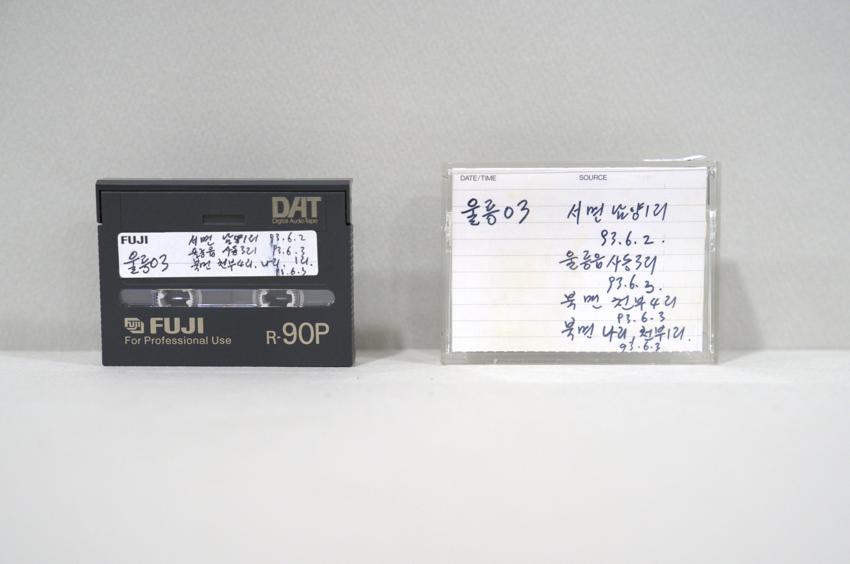 DAT
Digital Audio Tape
FUJI
울릉03
서면 남양1리 93.6.2
울릉읍 사동3리 93.6.3
북면 천부4리. 나리. 1리.
93.6.3
FUJI
FUJI
For Professional Use
R-90P
DATE/TIME SOURCE
울릉03 서면 남양1리
93.6.2.
울릉읍 사동3리
93.6.3.
북면 천부4리
93.6.3
북면 나리, 천부1리.
93.6.3